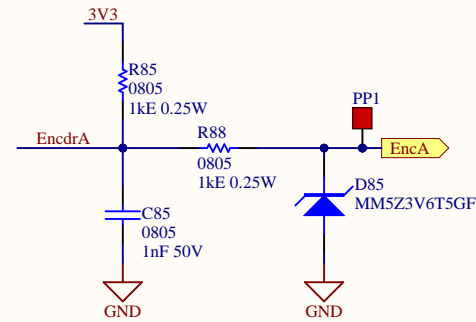 3V3
R85
0805
1kE 0.25W
PP1
EncdrA
R88
EncA
0805
1kE 0.25W
D85
MM5Z3V6T5GF
C85
0805
1nF 50V
GND
GND